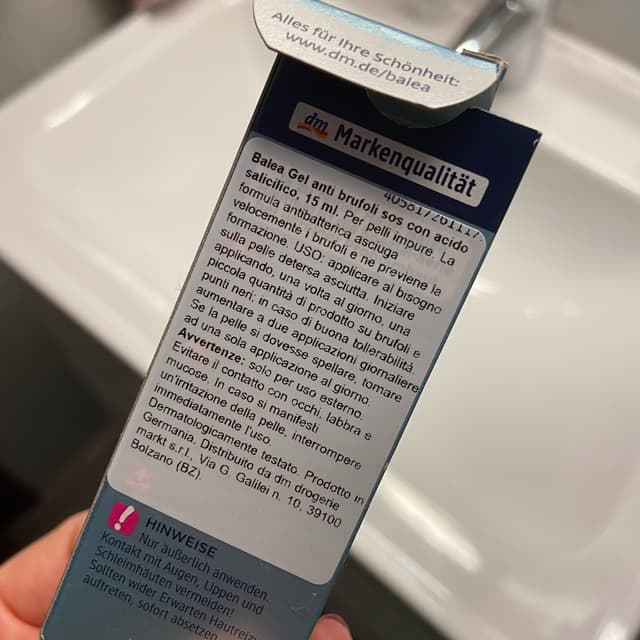 Alles für Ihre Schönheit:
www.dm.de/balea
dm Markenqualität
Balea Gel anti brufoli sos con acido
salicilico, 15 ml. Per pelli impure. La
formula antibatterica asciuga
velocemente i brufoli e ne previene la
formazione. USO: applicare al bisogno
sulla pelle detersa asciutta. Iniziare
applicando, una volta al giorno, una
piccola quantità di prodotto su brufoli e
punti neri: in caso di buona tollerabilità,
aumentare a due applicazioni giornaliere.
Se la pelle si dovesse spellare, tornare
ad una sola applicazione al giorno
Avvertenze: solo per uso esterno.
Evitare il contatto con occhi, labbra e
mucose. In caso si manifesti
un'irritazione della pelle, interrompere
immediatamente l'uso.
Dermatologicamente testato. Prodotto in
Germania. Distribuito da dm drogerie
markt s.r.l., Via G. Galilei n. 10, 39100
Bolzano (BZ).
HINWEISE
Nur äußerlich anwenden.
Kontakt mit Augen, Lippen und
Schleimhäuten vermeiden!
Sollten wider Erwarten Hautreiz
auftreten, sofort absetzen